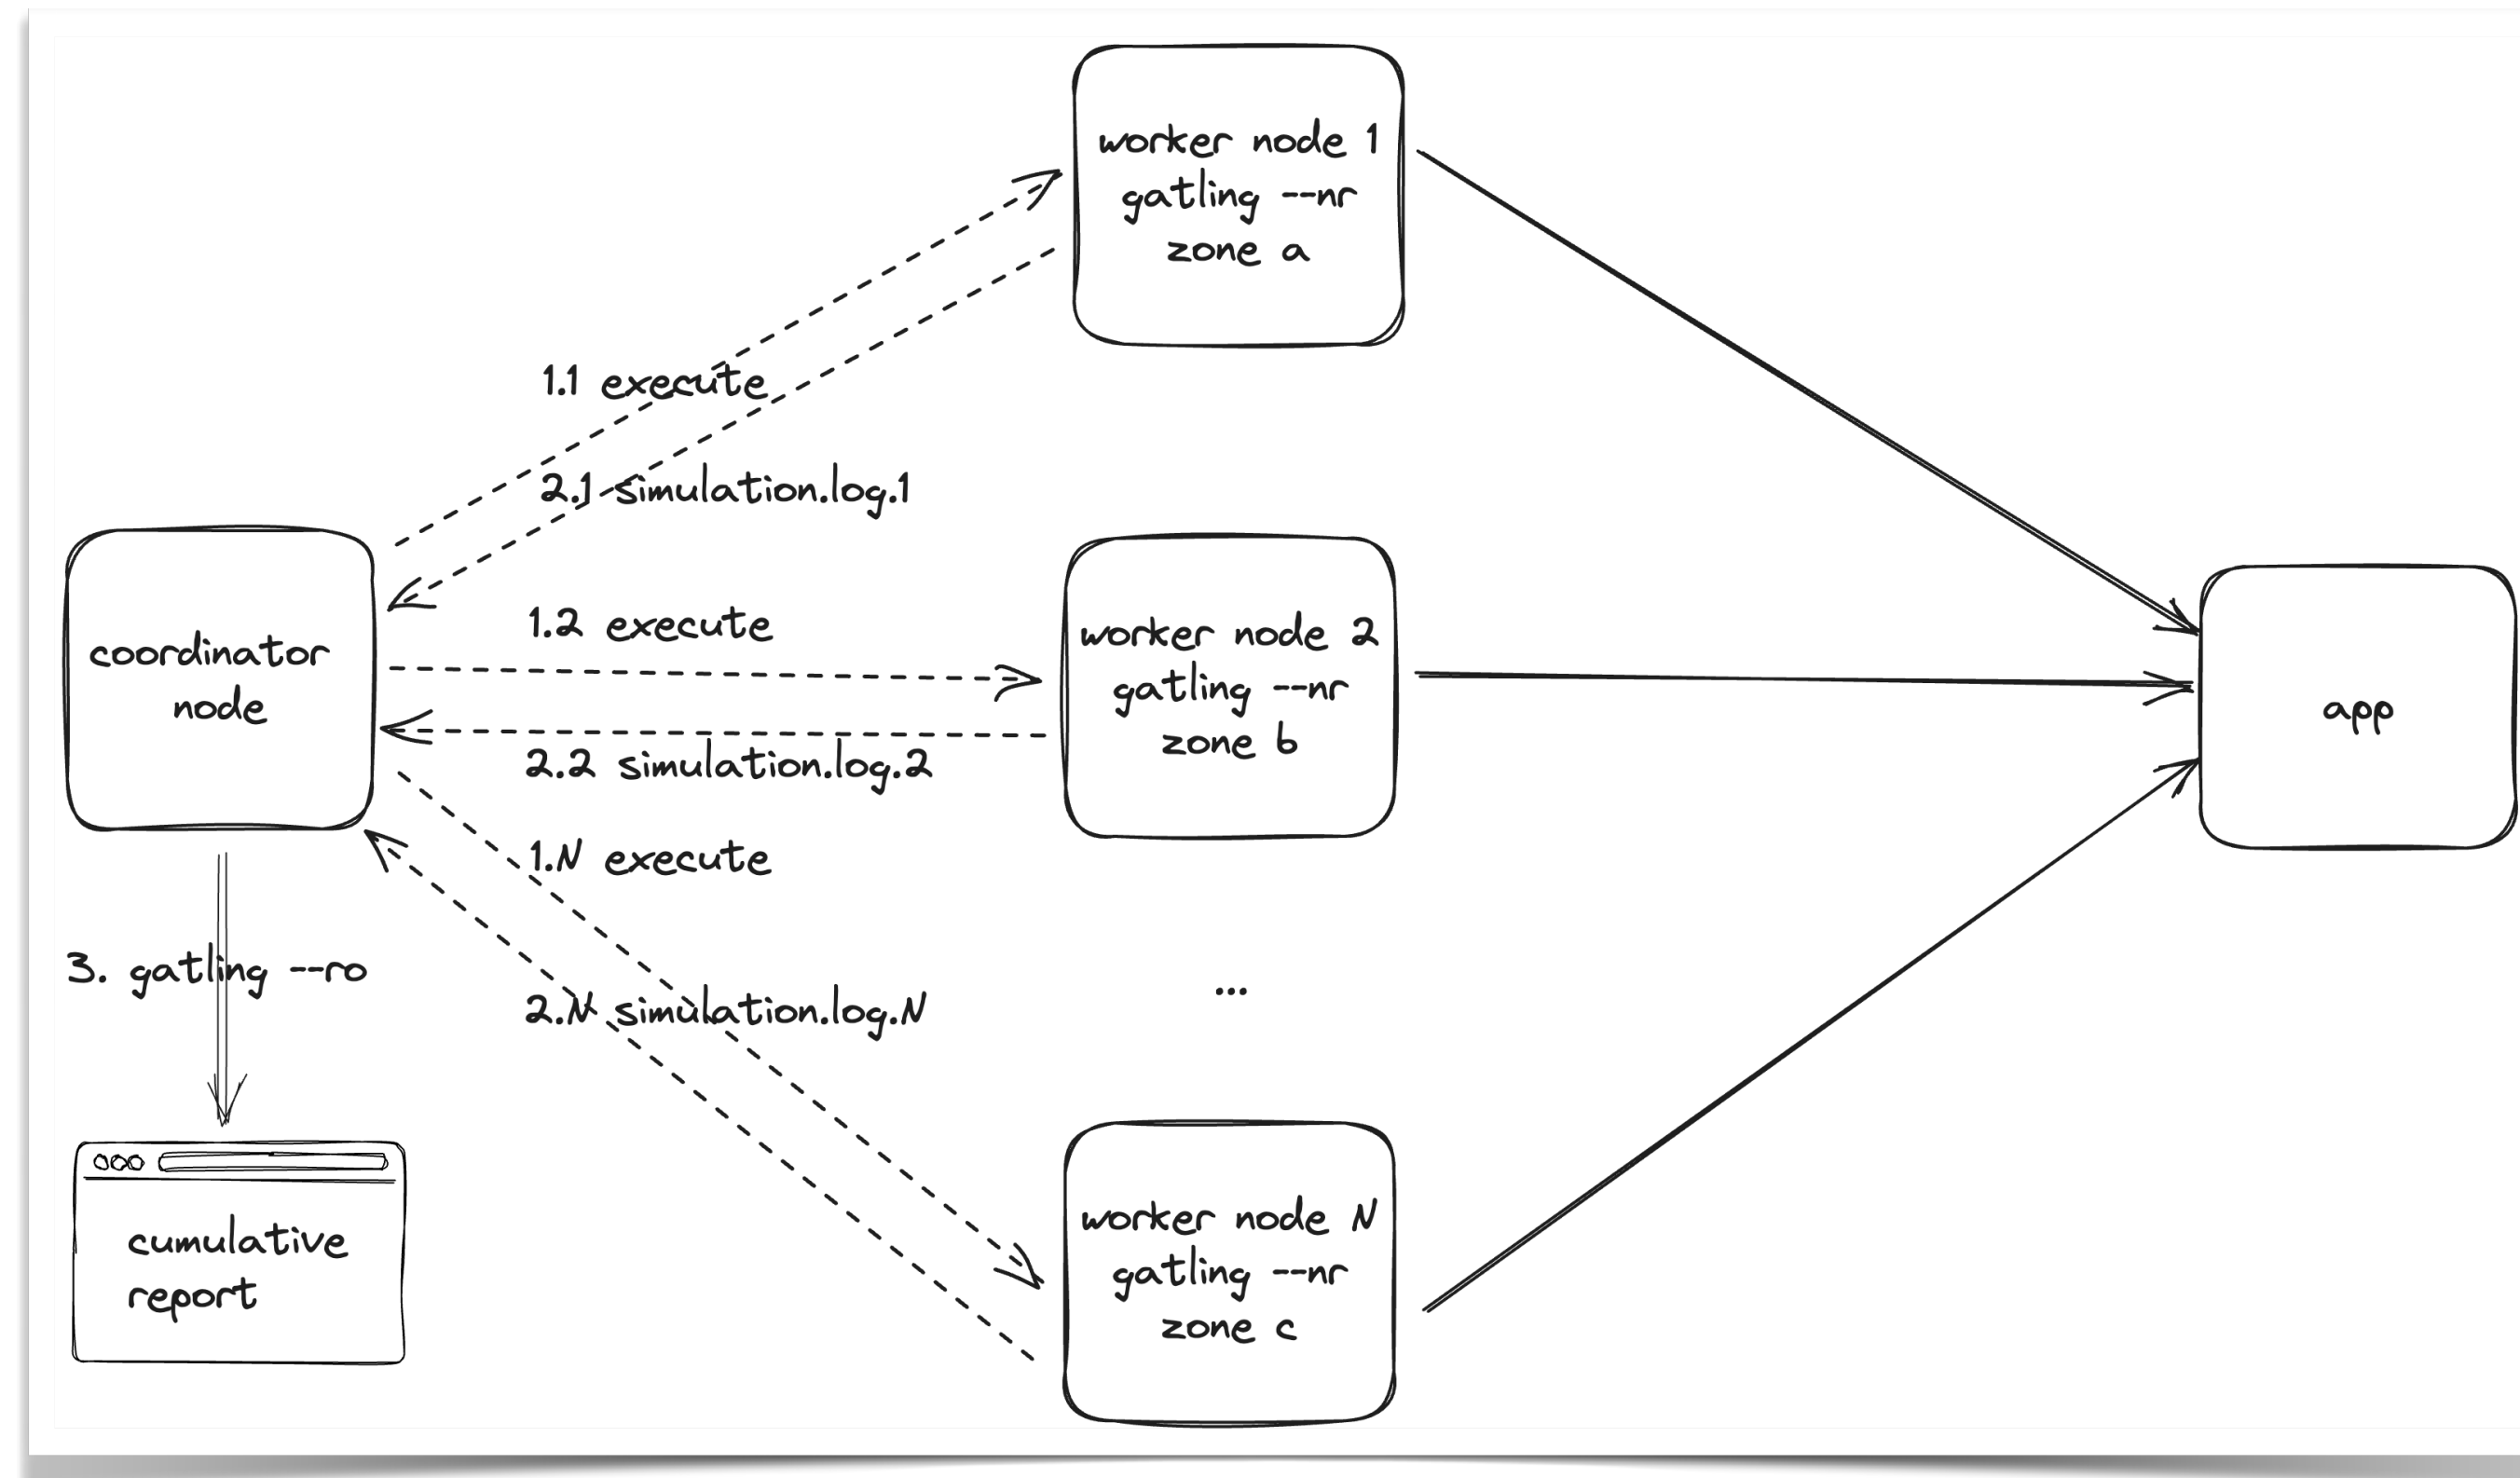 worker node 1
gatling --nr
zone a
1.1 execute
2.1 simulation.log.1
coordinator
node
1.2 execute
2.2 simulation.log.2
worker node 2
gatling --nr
zone b
app
1.N execute
2.N simulation.log.N
3. gatling --ro
...
cumulative
report
worker node N
gatling --nr
zone c